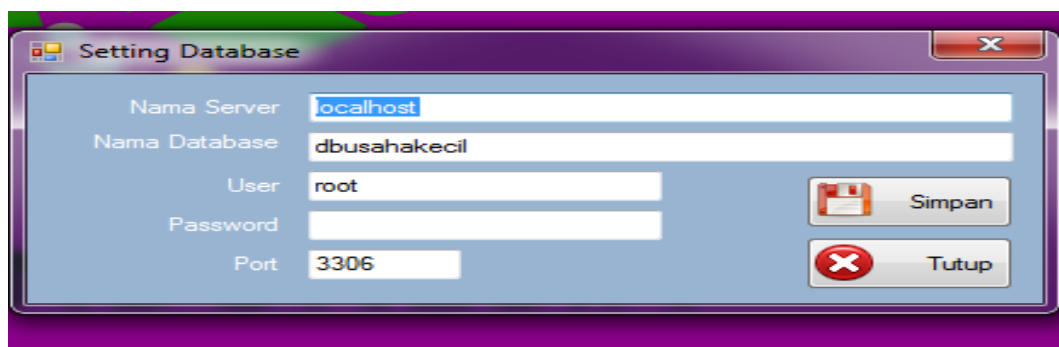 Setting Database
Nama Server localhost
Nama Database dbusahakecil
User root
Password
Port 3306
Simpan
Tutup